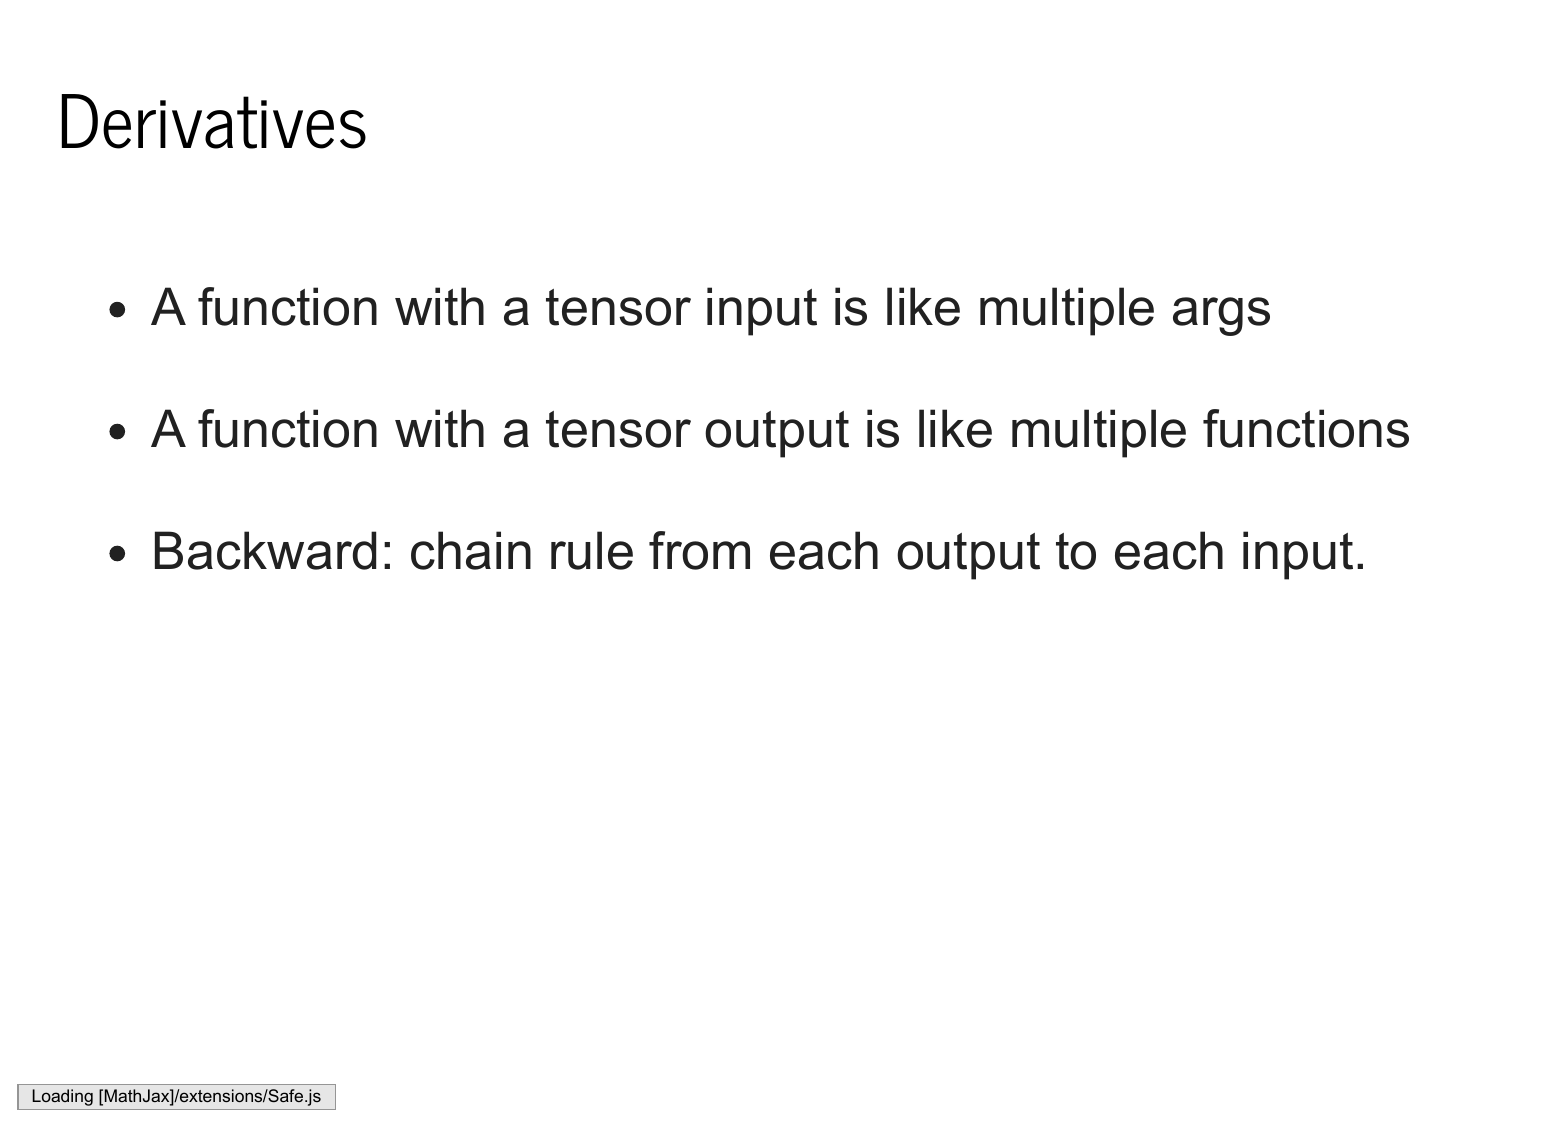 Derivatives
A function with a tensor input is like multiple args
A function with a tensor output is like multiple functions
Backward: chain rule from each output to each input.
Loading [MathJax]/extensions/Safe.js